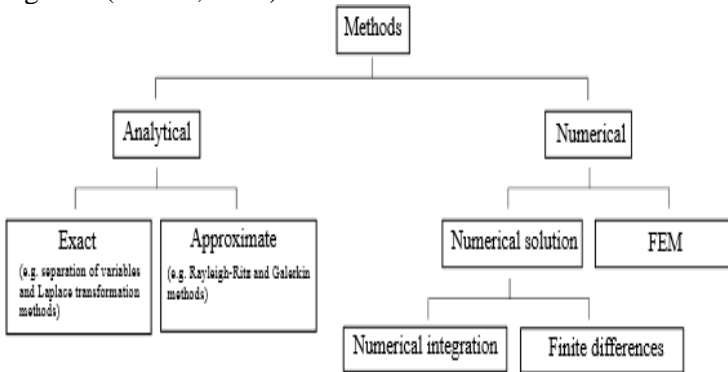 Methods
Analytical
Numerical
Exact
(e.g. separation of variables
and Laplace transformation
methods)
Approximate
(e.g. Rayleigh-Ritz and Galerkin
methods)
Numerical solution
FEM
Numerical integration
Finite differences